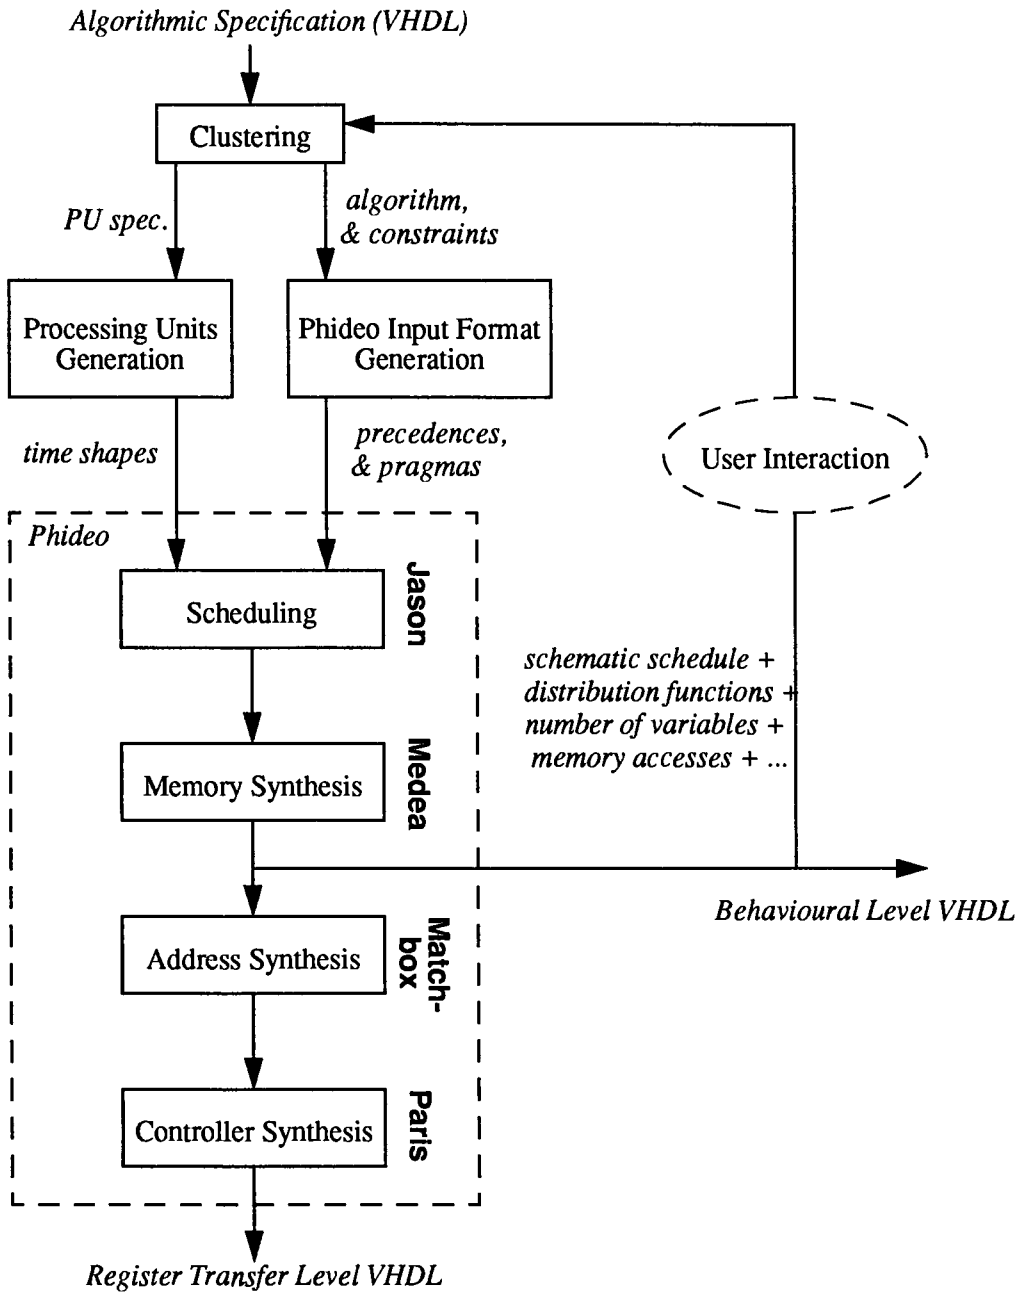 Algorithmic Specification (VHDL)
Clustering
PU spec.
algorithm,
& constraints
Processing Units
Generation
Phideo Input Format
Generation
time shapes
precedences,
& pragmas
User Interaction
Phideo
Scheduling
Jason
schematic schedule +
distribution functions +
number of variables +
memory accesses + ...
Memory Synthesis
Medea
Behavioural Level VHDL
Address Synthesis
Match-
box
Controller Synthesis
Paris
Register Transfer Level VHDL